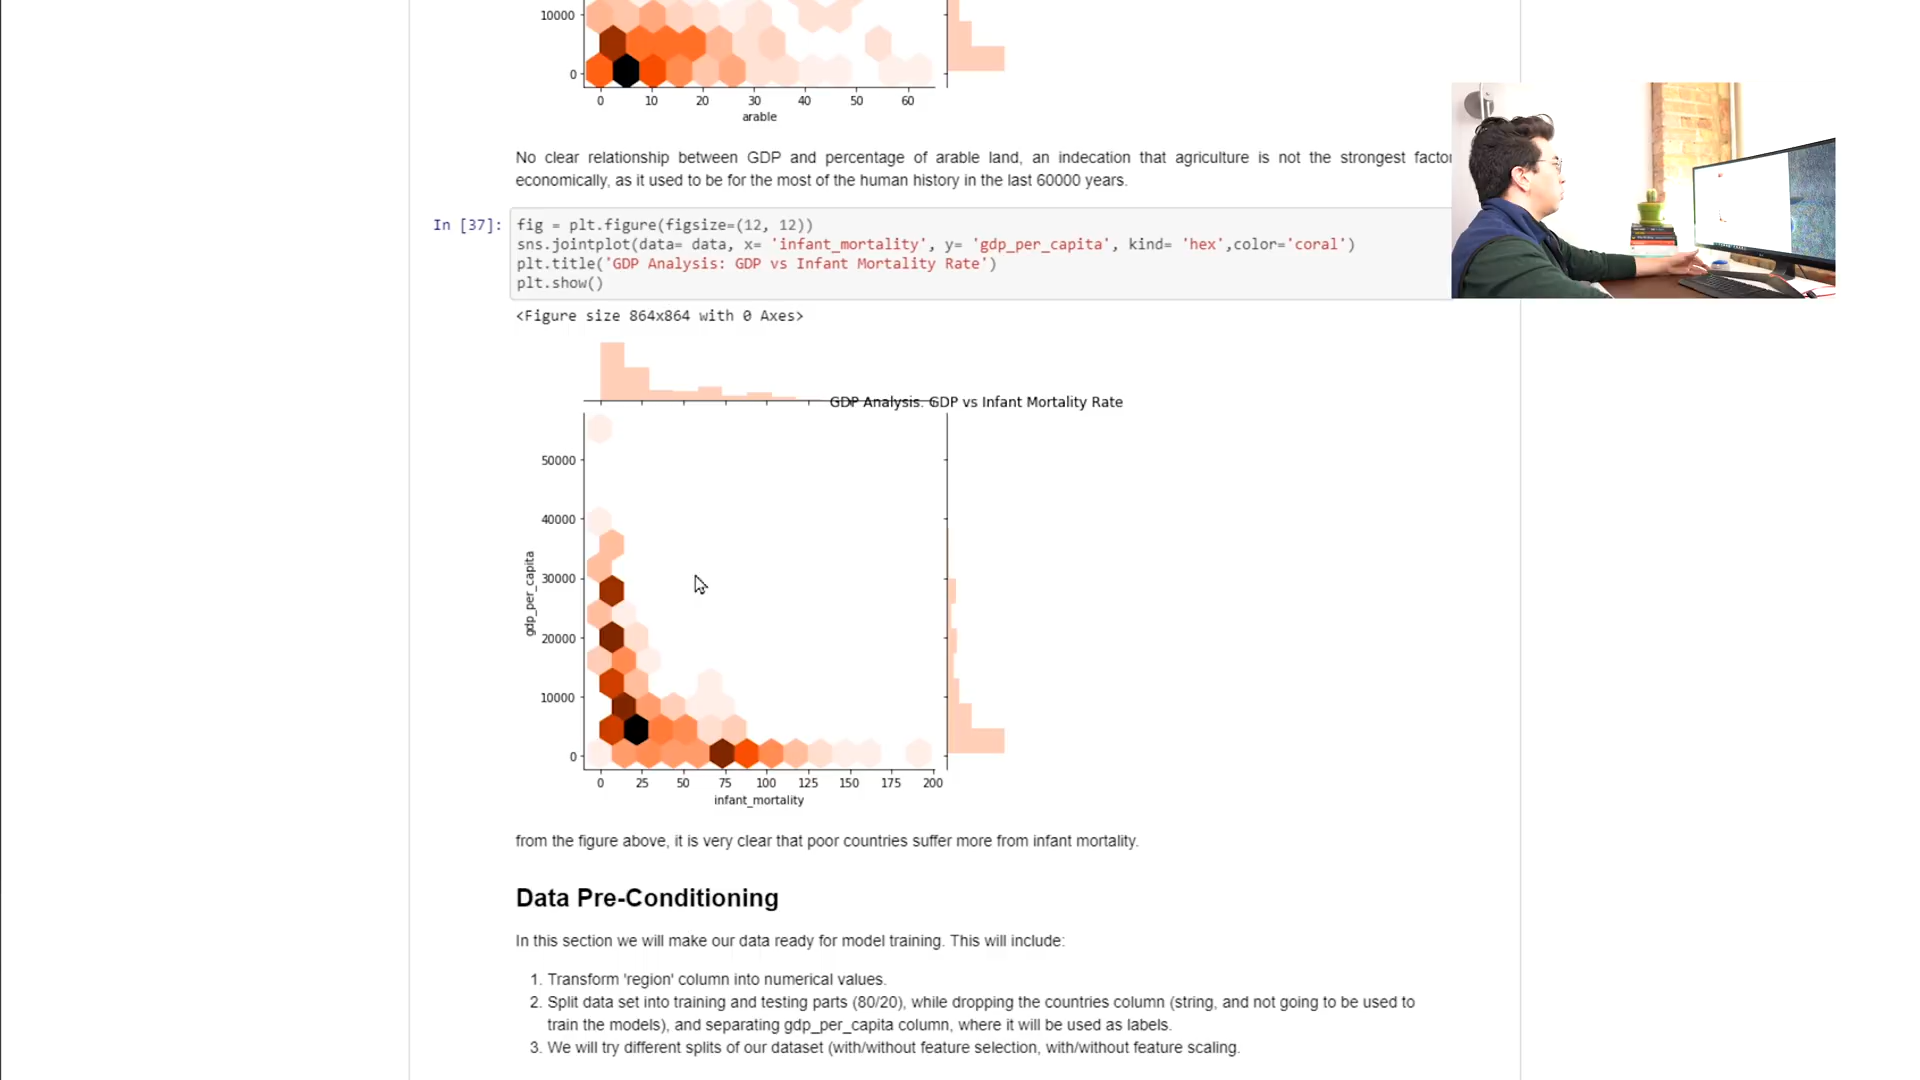 10000
0
0 10 20 30 40 50 60
arable
No clear relationship between GDP and percentage of arable land, an indecation that agriculture is not the strongest factor
economically, as it used to be for the most of the human history in the last 60000 years.
In [37]:
fig = plt.figure(figsize=(12, 12))
sns.jointplot(data= data, x= 'infant_mortality', y= 'gdp_per_capita', kind= 'hex',color='coral')
plt.title('GDP Analysis: GDP vs Infant Mortality Rate')
plt.show()
<Figure size 864x864 with 0 Axes>
GDP Analysis: GDP vs Infant Mortality Rate
50000
40000
30000
20000
10000
0
gdp_per_capita
0 25 50 75 100 125 150 175 200
infant_mortality
from the figure above, it is very clear that poor countries suffer more from infant mortality.
Data Pre-Conditioning
In this section we will make our data ready for model training. This will include:
1. Transform 'region' column into numerical values.
2. Split data set into training and testing parts (80/20), while dropping the countries column (string, and not going to be used to
train the models), and separating gdp_per_capita column, where it will be used as labels.
3. We will try different splits of our dataset (with/without feature selection, with/without feature scaling.